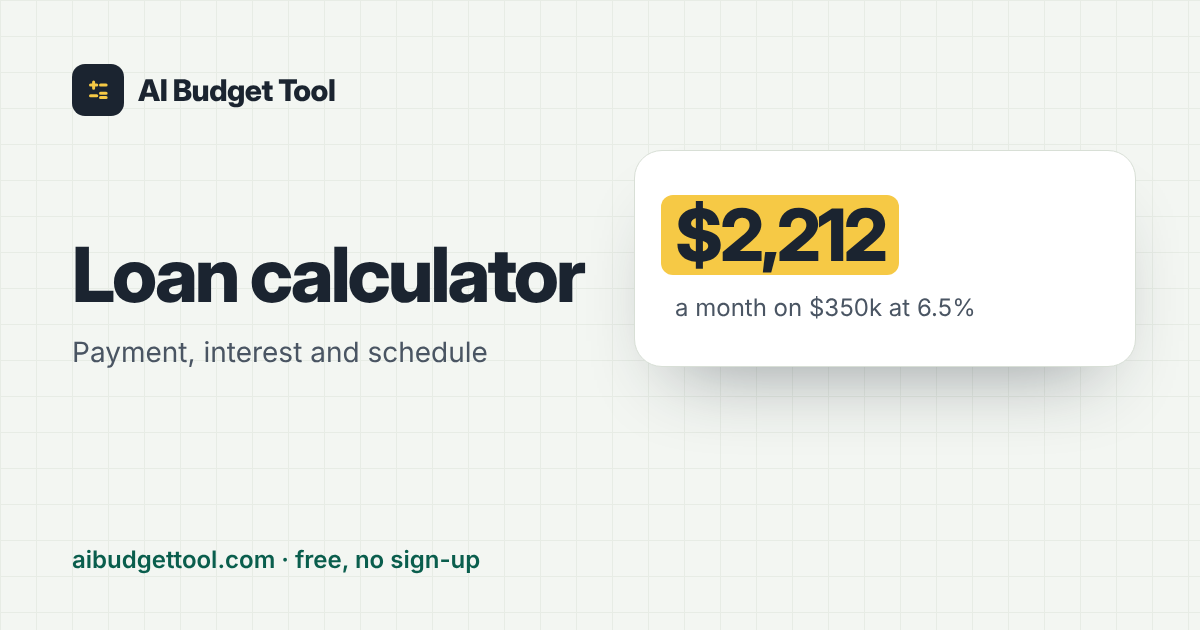 AI Budget Tool
Loan calculator
Payment, interest and schedule
$2,212
a month on $350k at 6.5%
aibudgettool.com · free, no sign-up